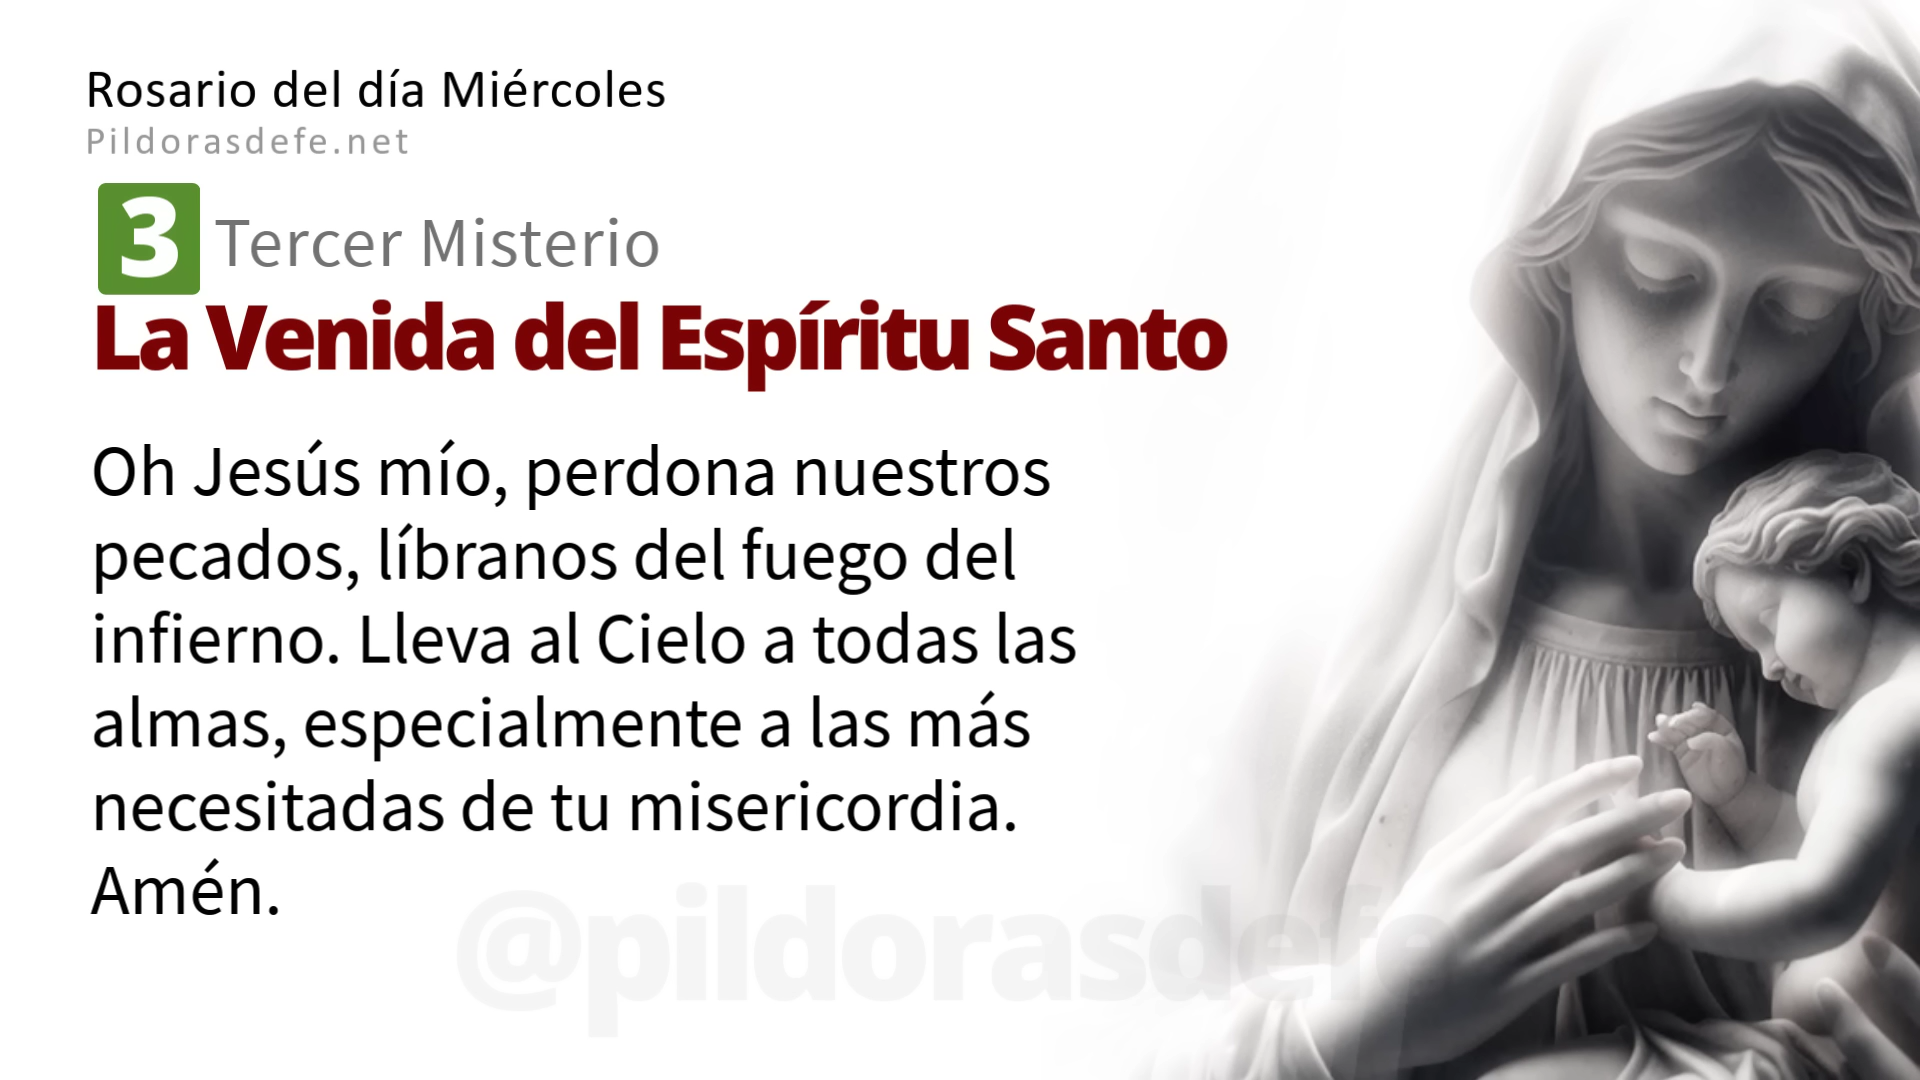 Rosario del día Miércoles
Pildorasdefe.net
3 Tercer Misterio
La Venida del Espíritu Santo
Oh Jesús mío, perdona nuestros
pecados, líbranos del fuego del
infierno. Lleva al Cielo a todas las
almas, especialmente a las más
necesitadas de tu misericordia.
Amén.
@pildorasdefe